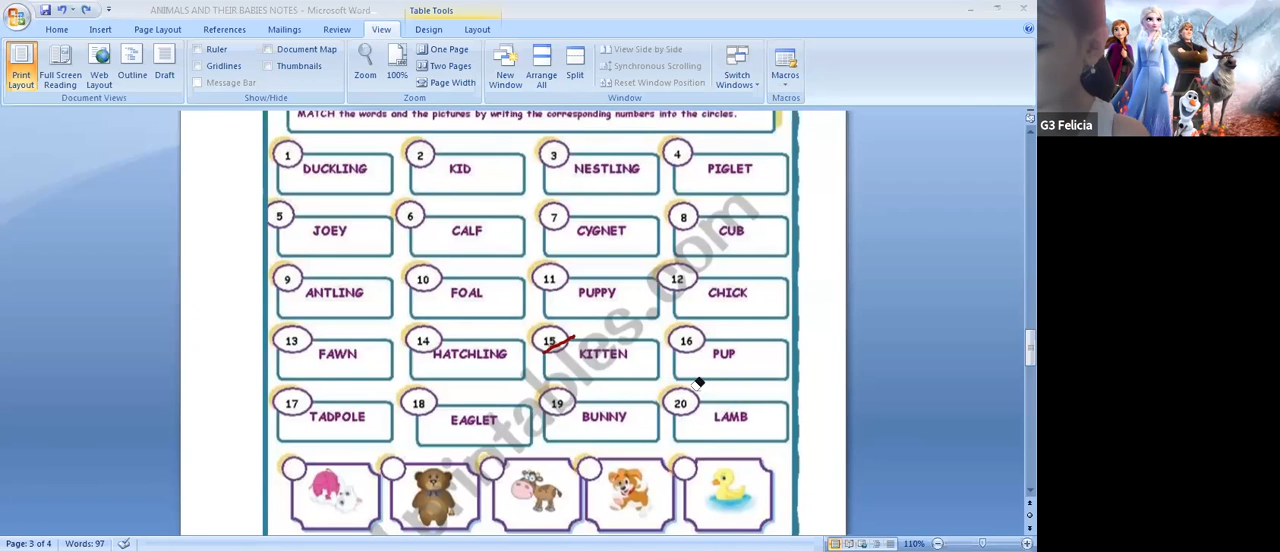 ANIMALS AND THEIR BABIES NOTES - Microsoft Word
Table Tools
Home Insert Page Layout References Mailings Review View Design Layout
Print Layout
Full Screen Reading
Web Layout
Outline
Draft
Document Views
Ruler
Gridlines
Message Bar
Document Map
Thumbnails
Show/Hide
Zoom
100%
One Page
Two Pages
Page Width
Zoom
New Window
Arrange All
Split
View Side by Side
Synchronous Scrolling
Reset Window Position
Switch Windows
Window
Macros
Macros
G3 Felicia
MATCH the words and the pictures by writing the corresponding numbers into the circles.
1 DUCKLING
2 KID
3 NESTLING
4 PIGLET
5 JOEY
6 CALF
7 CYGNET
8 CUB
9 ANTLING
10 FOAL
11 PUPPY
12 CHICK
13 FAWN
14 HATCHLING
15 KITTEN
16 PUP
17 TADPOLE
18 EAGLET
19 BUNNY
20 LAMB
Page: 3 of 4
Words: 97
110%